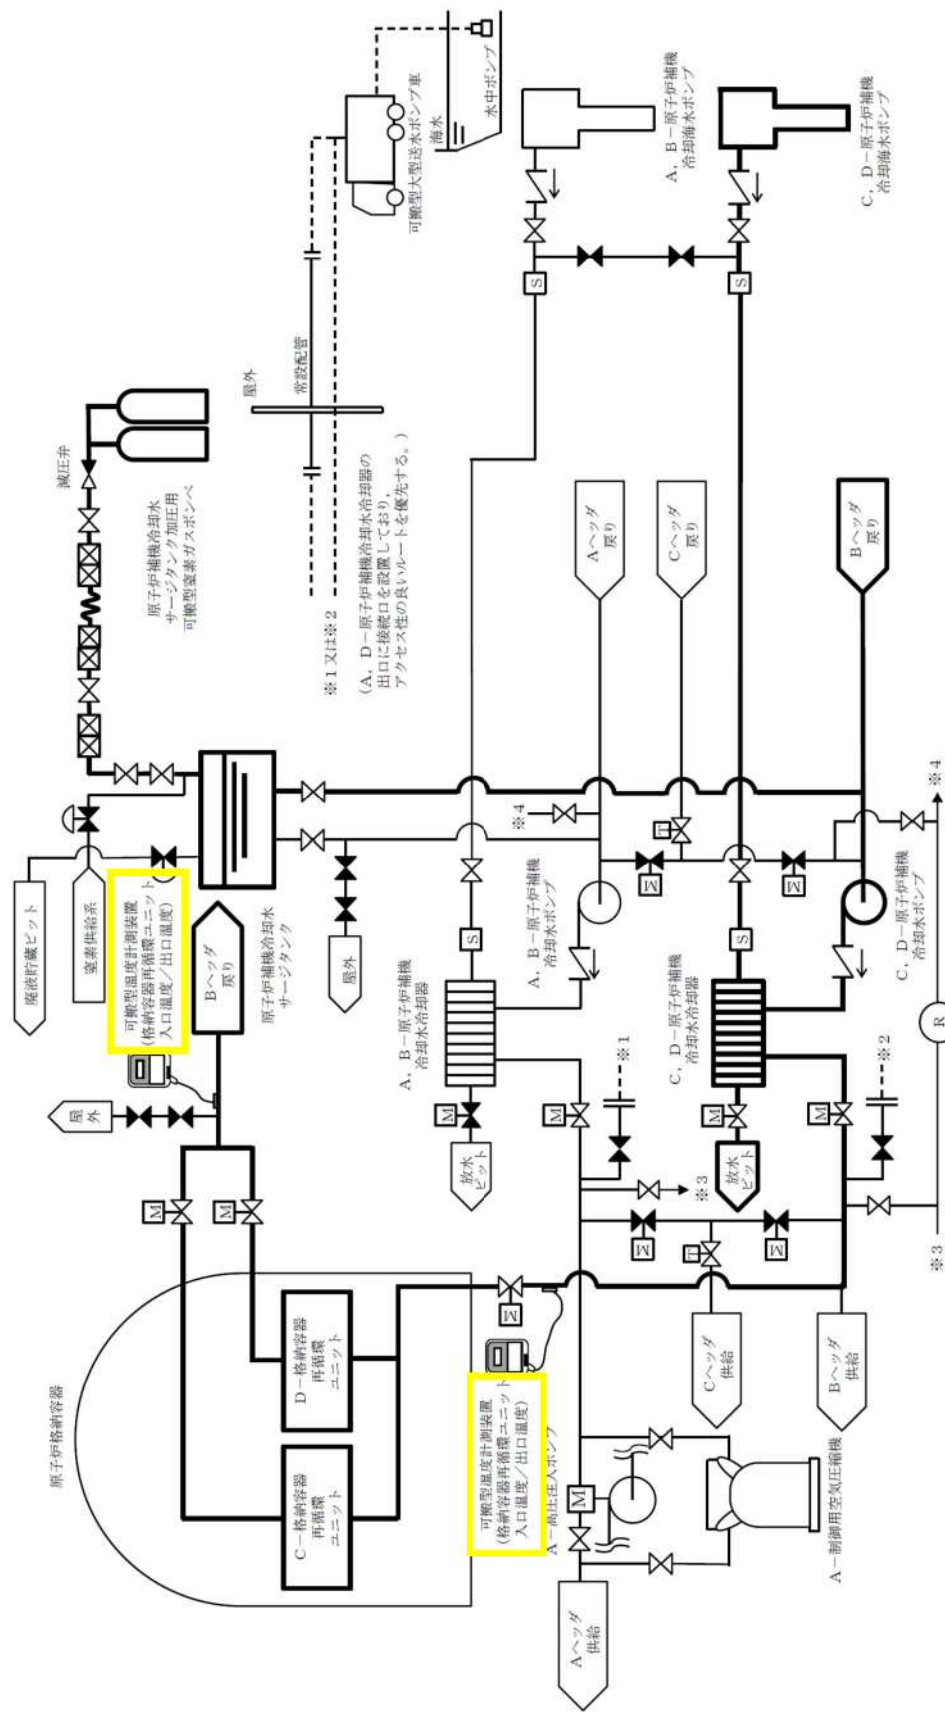 原子炉格納容器
C－格納容器
再循環
ユニット
D－格納容器
再循環
ユニット
M
M
屋外
可搬型温度計測装置
(格納容器再循環ユニット
入口温度／出口温度)
Bヘッダ
戻り
廃液貯蔵ピット
窒素供給系
原子炉補機冷却水
サージタンク
屋外
減圧弁
原子炉補機冷却水
サージタンク加圧用
可搬型窒素ガスボンベ
屋外
常設配管
※1又は※2
(A，D－原子炉補機冷却水冷却器の
出口に接続口を設置しており，
アクセス性の良いルートを優先する。)
可搬型大型送水ポンプ車
海水
水中ポンプ
A，B－原子炉補機
冷却海水ポンプ
C，D－原子炉補機
冷却海水ポンプ
S
S
Aヘッダ
戻り
Cヘッダ
戻り
Bヘッダ
戻り
※4
T
M
M
A，B－原子炉補機
冷却水ポンプ
C，D－原子炉補機
冷却水ポンプ
※4
S
S
A，B－原子炉補機
冷却水冷却器
C，D－原子炉補機
冷却水冷却器
M
放水
ピット
M
※1
M
放水
ピット
M
※2
R
※3
※3
M
T
M
M
可搬型温度計測装置
(格納容器再循環ユニット
入口温度／出口温度)
A－高圧注入ポンプ
M
Aヘッダ
供給
Cヘッダ
供給
Bヘッダ
供給
A－制御用空気圧縮機